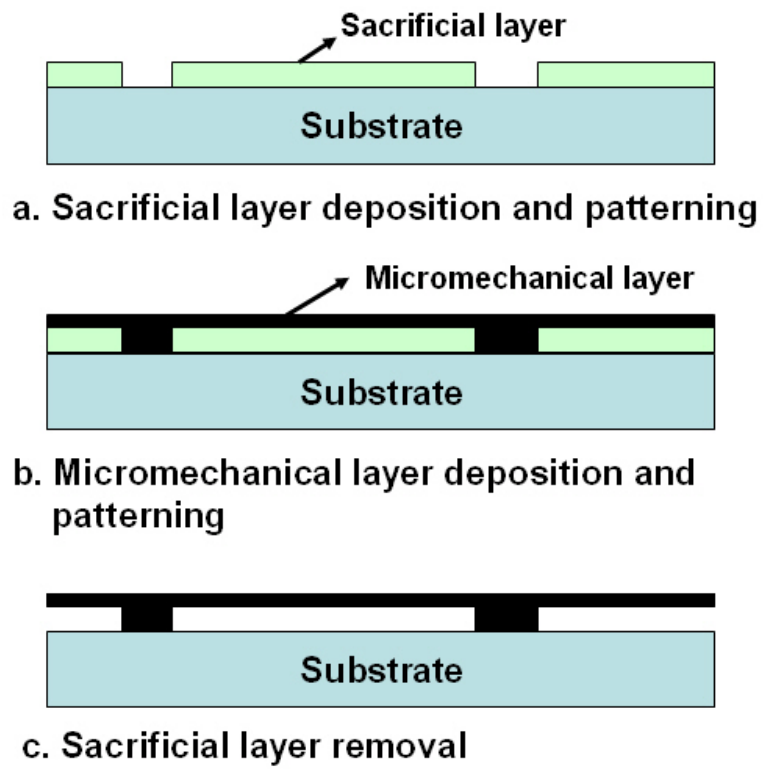 Sacrificial layer
Substrate
a. Sacrificial layer deposition and patterning
Micromechanical layer
Substrate
b. Micromechanical layer deposition and
patterning
Substrate
c. Sacrificial layer removal